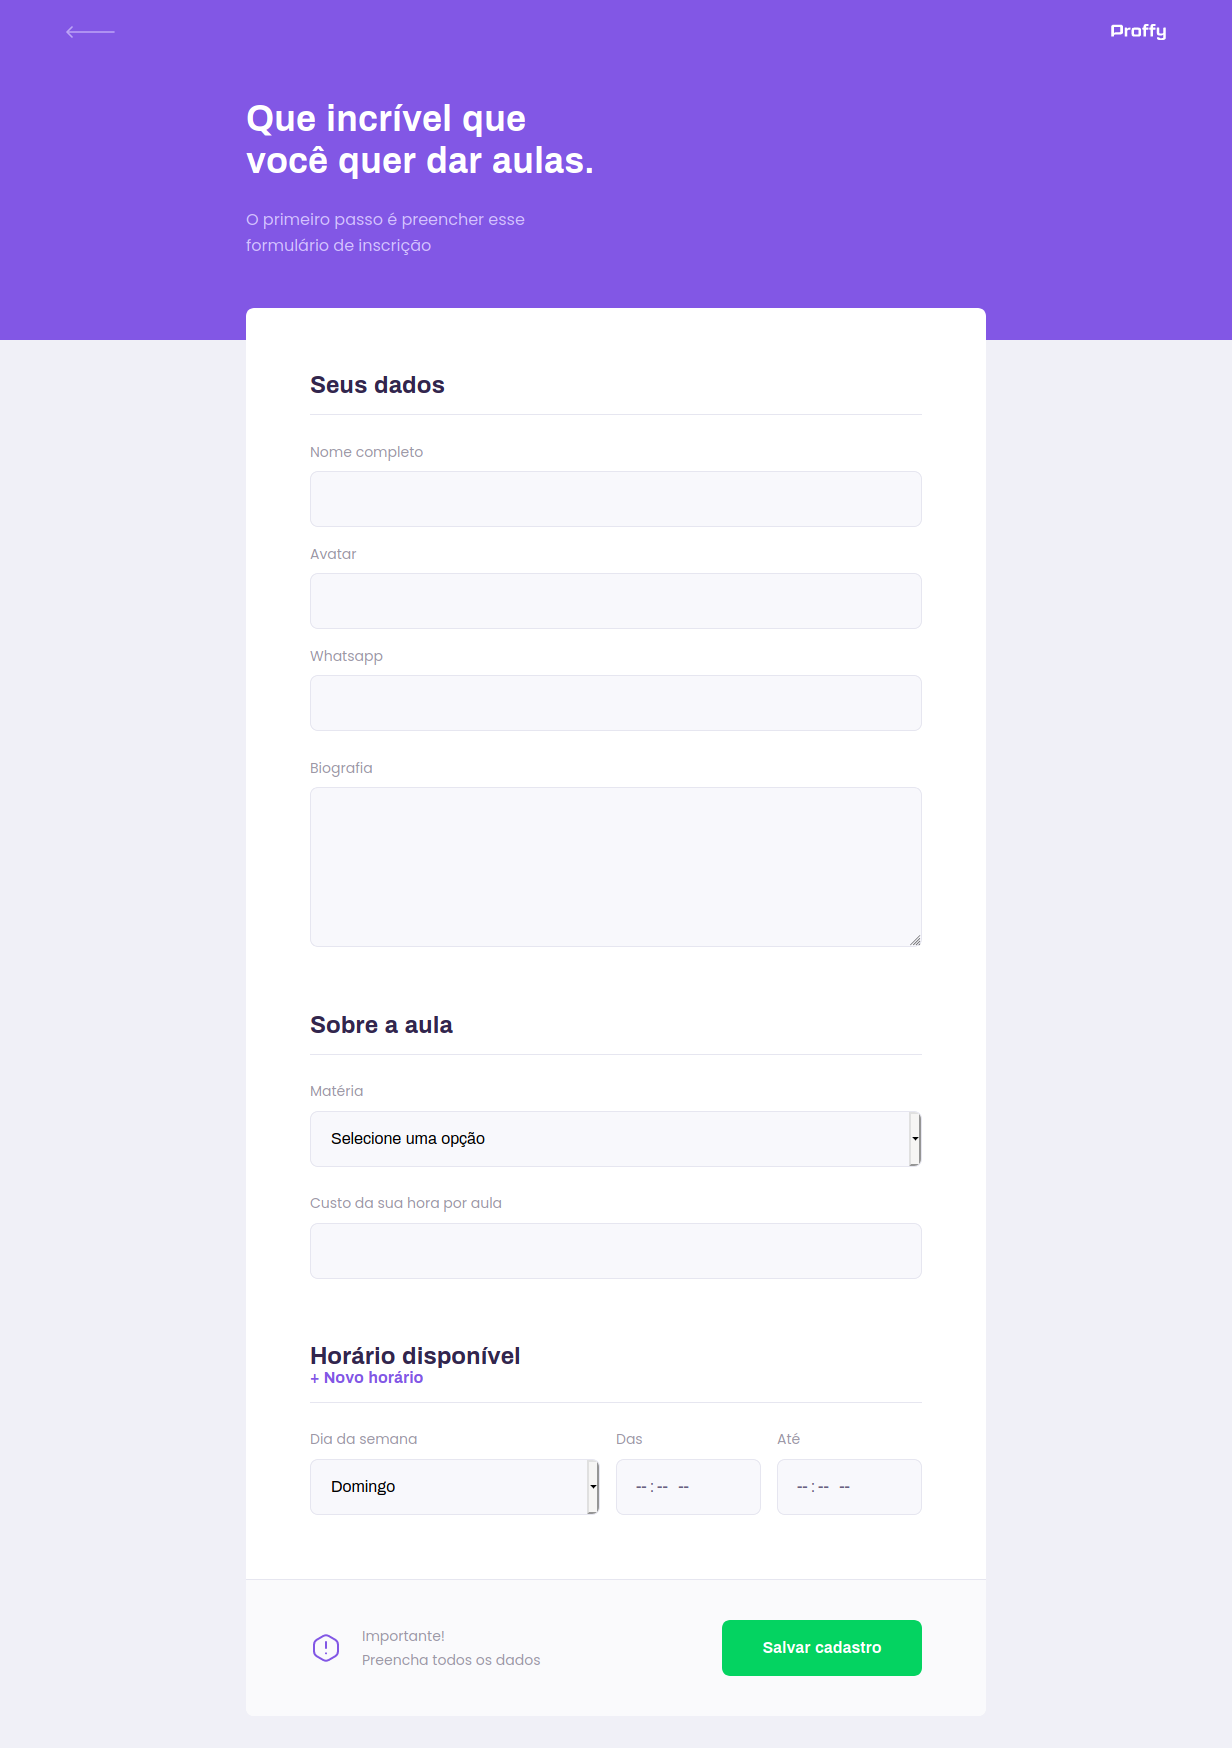 Proffy
Que incrível que
você quer dar aulas.
O primeiro passo é preencher esse
formulário de inscrição
Seus dados
Nome completo
Avatar
Whatsapp
Biografia
Sobre a aula
Matéria
Selecione uma opção
Custo da sua hora por aula
Horário disponível
+ Novo horário
Dia da semana
Das
Até
Domingo
-- : -- --
-- : -- --
Importante!
Preencha todos os dados
Salvar cadastro